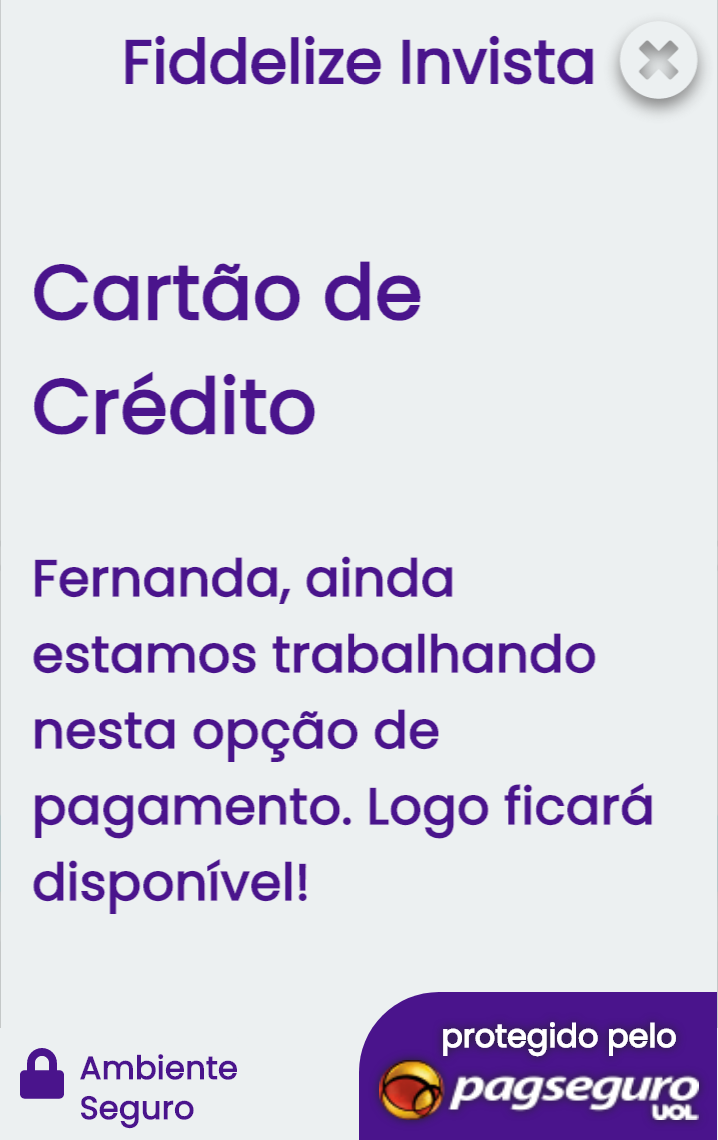 Fiddelize Invista
Cartão de
Crédito
Fernanda, ainda
estamos trabalhando
nesta opção de
pagamento. Logo ficará
disponível!
Ambiente
Seguro
protegido pelo
pagseguro
UOL